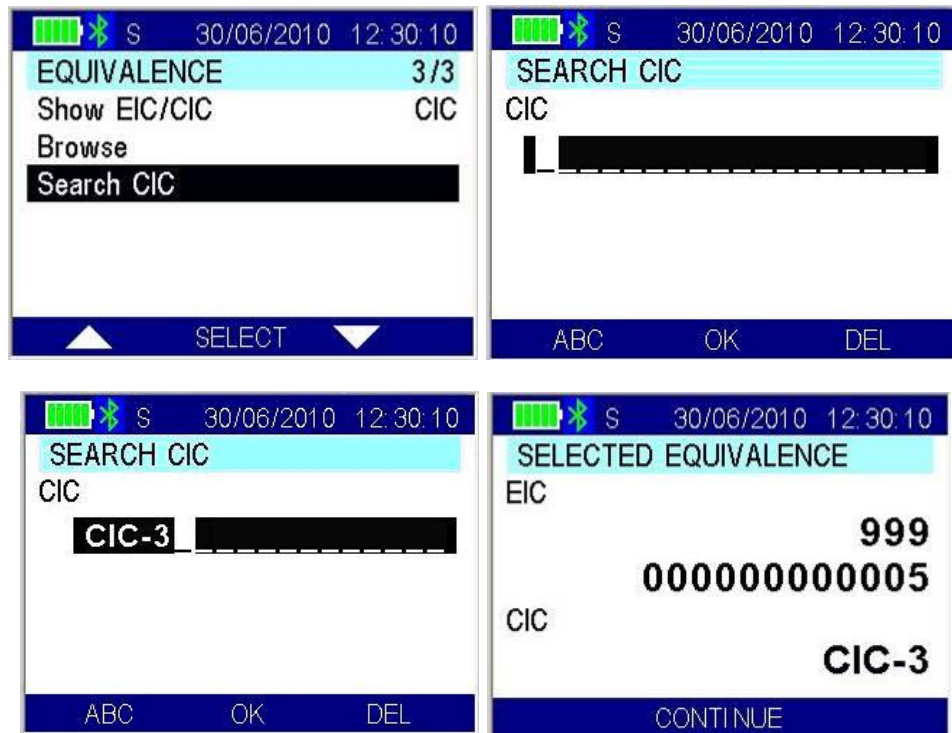 S 30/06/2010 12:30:10
EQUIVALENCE 3/3
Show EIC/CIC CIC
Browse
Search CIC
SELECT
S 30/06/2010 12:30:10
SEARCH CIC
CIC
ABC OK DEL
S 30/06/2010 12:30:10
SEARCH CIC
CIC
CIC-3
ABC OK DEL
S 30/06/2010 12:30:10
SELECTED EQUIVALENCE
EIC
999
000000000005
CIC
CIC-3
CONTINUE